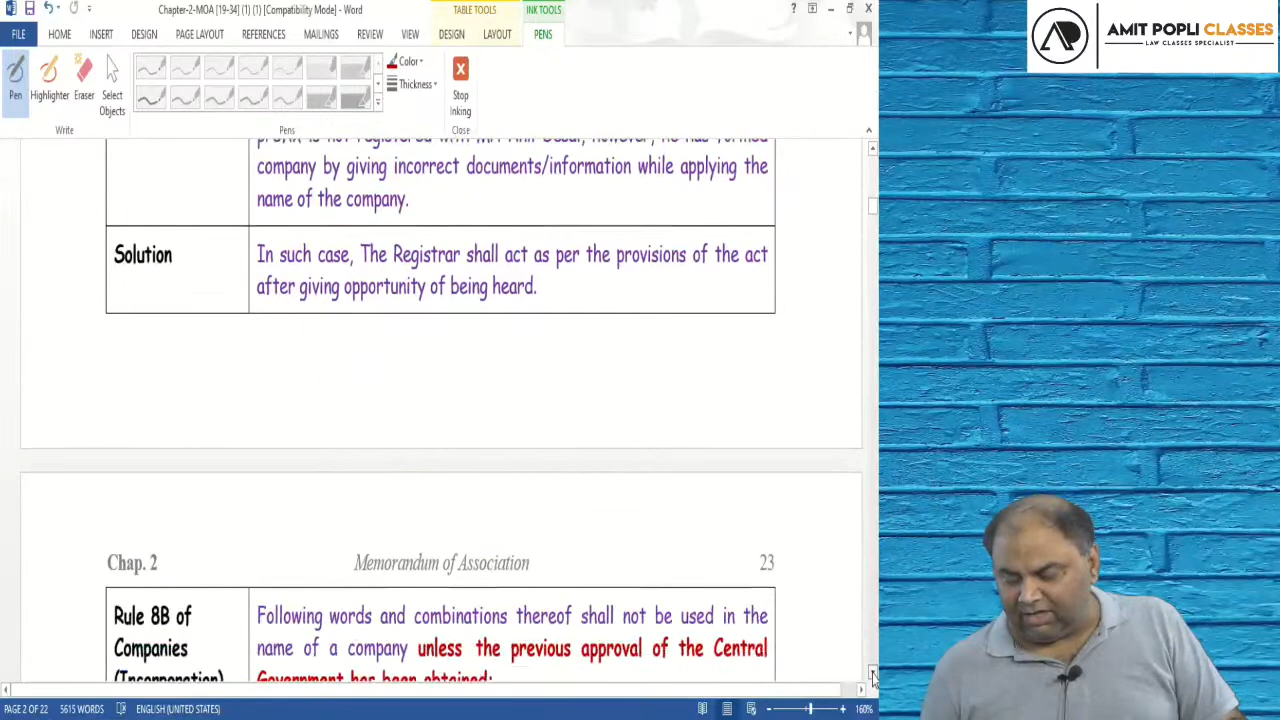 Chapter-2-MOA [19-34] (1) (1) [Compatibility Mode] - Word
TABLE TOOLS
INK TOOLS
FILE HOME INSERT DESIGN PAGE LAYOUT REFERENCES MAILINGS REVIEW VIEW DESIGN LAYOUT PENS
Pen Highlighter Eraser Select Objects
Color
Thickness
Stop Inking
Write Pens Close
AMIT POPLI CLASSES
LAW CLASSES SPECIALIST
company by giving incorrect documents/information while applying the
name of the company.
Solution
In such case, The Registrar shall act as per the provisions of the act
after giving opportunity of being heard.
Chap. 2 Memorandum of Association 23
Rule 8B of
Companies
(Incorporation)
Following words and combinations thereof shall not be used in the
name of a company unless the previous approval of the Central
Government has been obtained:
PAGE 2 OF 22 5615 WORDS ENGLISH (UNITED STATES) 160%